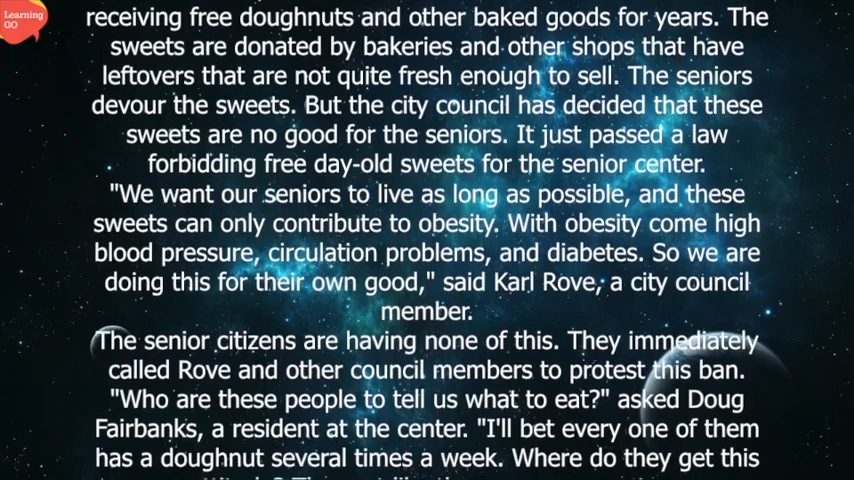 Learning
GO
receiving free doughnuts and other baked goods for years. The
sweets are donated by bakeries and other shops that have
leftovers that are not quite fresh enough to sell. The seniors
devour the sweets. But the city council has decided that these
sweets are no good for the seniors. It just passed a law
forbidding free day-old sweets for the senior center.
"We want our seniors to live as long as possible, and these
sweets can only contribute to obesity. With obesity come high
blood pressure, circulation problems, and diabetes. So we are
doing this for their own good," said Karl Rove, a city council
member.
The senior citizens are having none of this. They immediately
called Rove and other council members to protest this ban.
"Who are these people to tell us what to eat?" asked Doug
Fairbanks, a resident at the center. "I'll bet every one of them
has a doughnut several times a week. Where do they get this